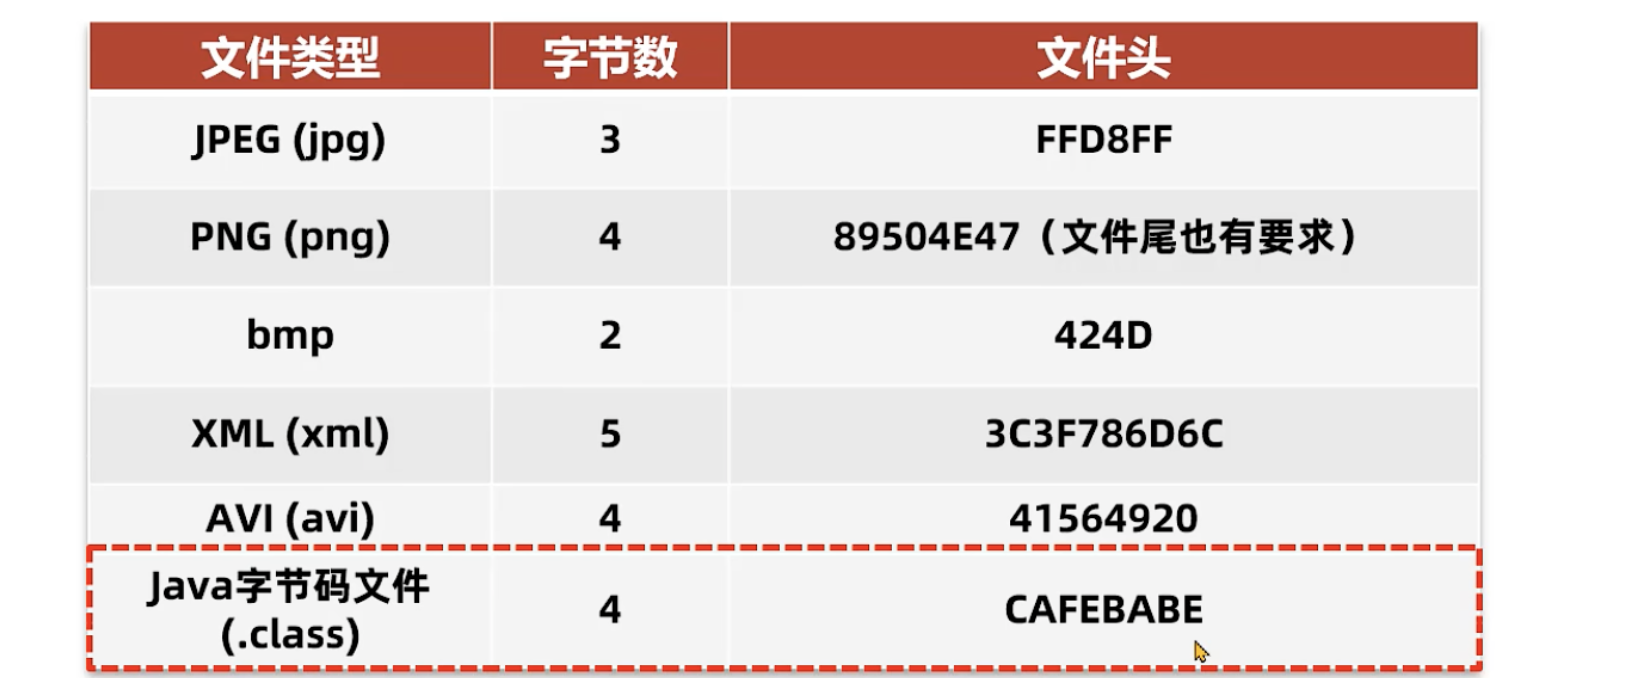 文件类型 字节数 文件头
JPEG (jpg) 3 FFD8FF
PNG (png) 4 89504E47（文件尾也有要求）
bmp 2 424D
XML (xml) 5 3C3F786D6C
AVI (avi) 4 41564920
Java字节码文件
(.class) 4 CAFEBABE